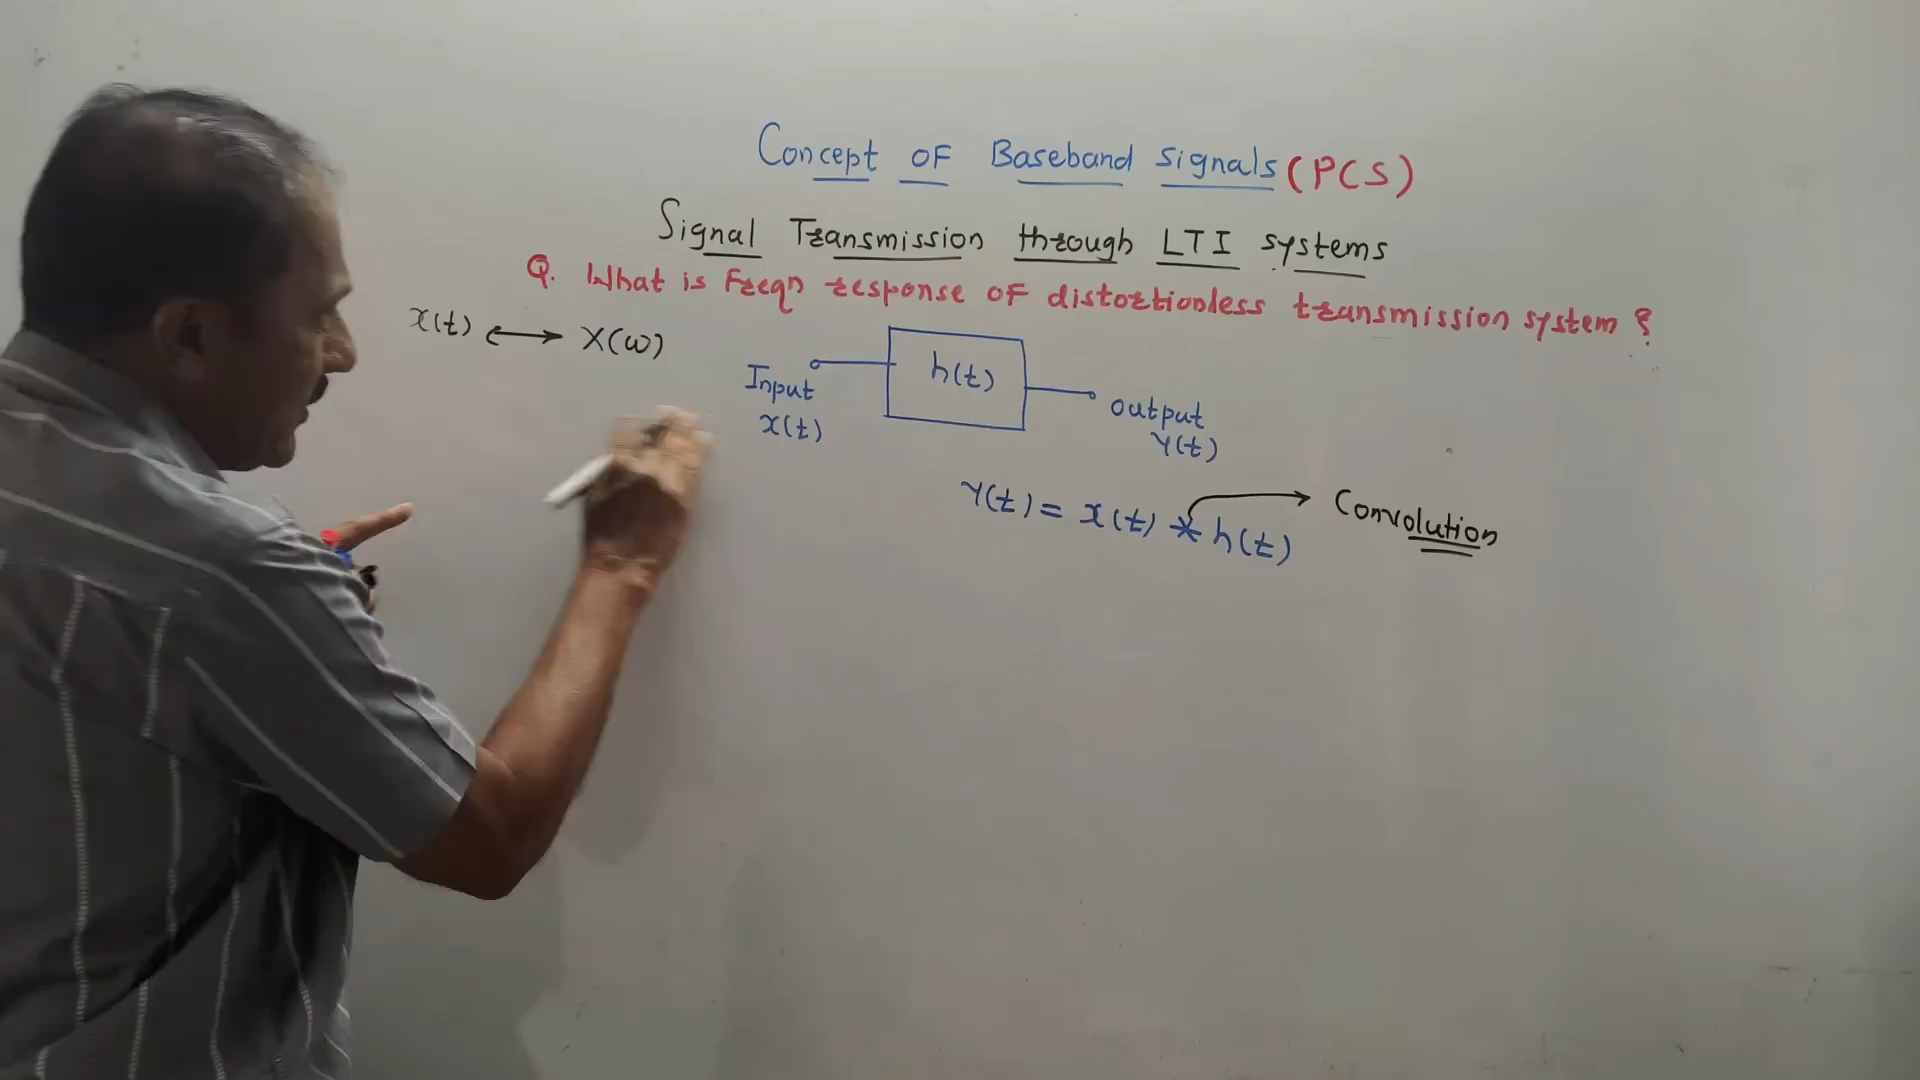 Concept of Baseband signals (PCS)
Signal Transmission through LTI systems
Q. What is Freqn response of distortionless transmission system ?
x(t) ⟷ X(ω)
h(t)
Input
x(t)
output
Y(t)
Y(t) = x(t) * h(t) → Convolution